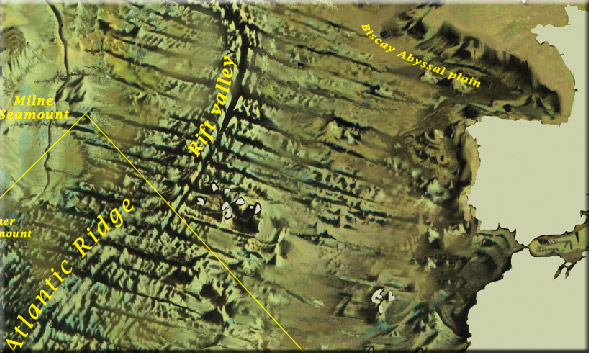 Biscay Abyssal plain
Rift valley
Milne
Seamount
Atlantic Ridge